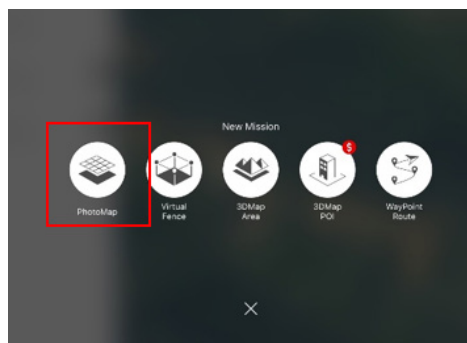 New Mission
$
PhotoMap
Virtual
Fence
3DMap
Area
3DMap
POI
WayPoint
Route